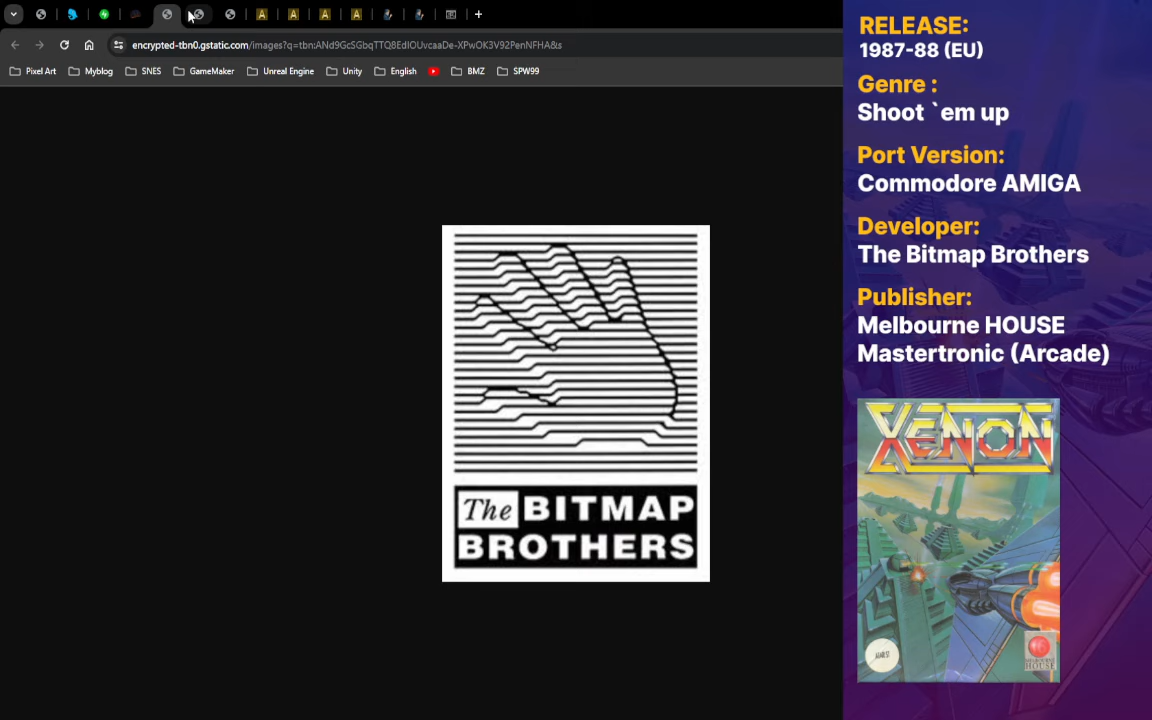 encrypted-tbn0.gstatic.com/images?q=tbn:ANd9GcSGbqTTQ8EdIOUvcaaDe-XPwOK3V92PenNFHA&s
Pixel Art
Myblog
SNES
GameMaker
Unreal Engine
Unity
English
BMZ
SPW99
The BITMAP
BROTHERS
RELEASE:
1987-88 (EU)
Genre :
Shoot `em up
Port Version:
Commodore AMIGA
Developer:
The Bitmap Brothers
Publisher:
Melbourne HOUSE
Mastertronic (Arcade)
XENON
MELBOURNE
HOUSE